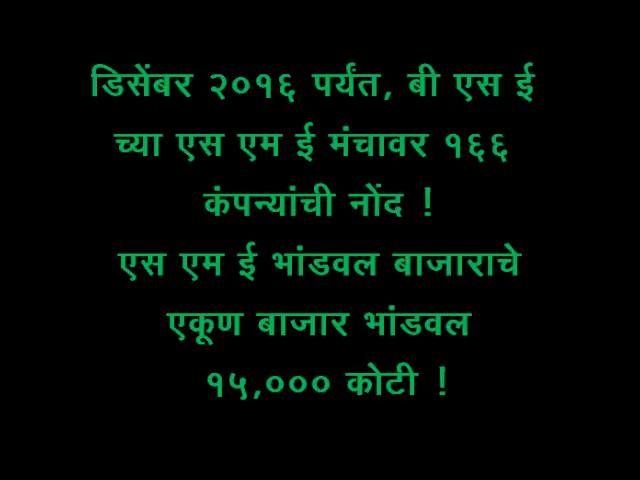 डिसेंबर २०१६ पर्यंत, बी एस ई
च्या एस एम ई मंचावर १६६
कंपन्यांची नोंद !
एस एम ई भांडवल बाजाराचे
एकूण बाजार भांडवल
१५,००० कोटी !